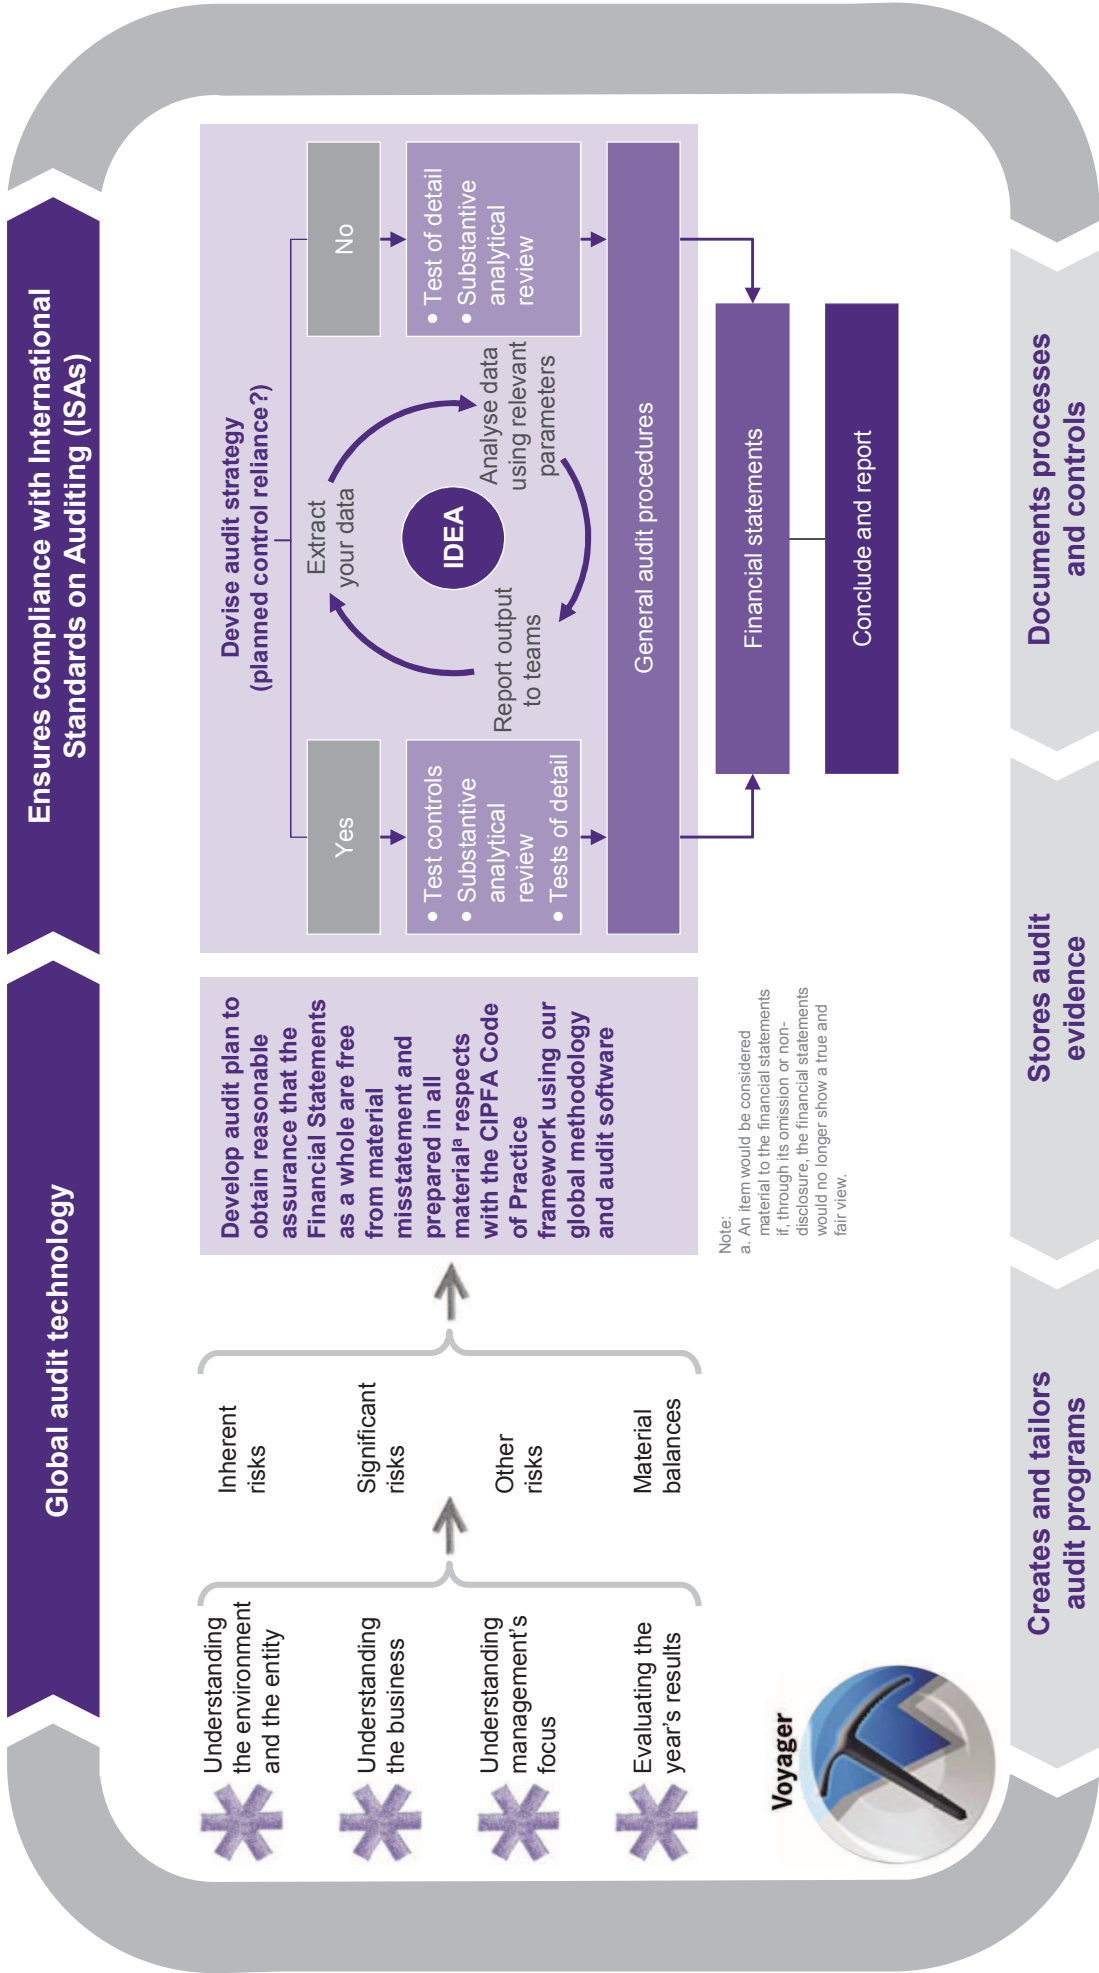 Global audit technology
Ensures compliance with International
Standards on Auditing (ISAs)
Understanding
the environment
and the entity
Understanding
the business
Understanding
management's
focus
Evaluating the
year's results
Inherent
risks
Significant
risks
Other
risks
Material
balances
Develop audit plan to
obtain reasonable
assurance that the
Financial Statements
as a whole are free
from material
misstatement and
prepared in all
materialª respects
with the CIPFA Code
of Practice
framework using our
global methodology
and audit software
Note:
a. An item would be considered
material to the financial statements
if, through its omission or non-
disclosure, the financial statements
would no longer show a true and
fair view.
Devise audit strategy
(planned control reliance?)
Yes
No
• Test controls
• Substantive
analytical
review
• Tests of detail
Extract
your data
IDEA
Analyse data
using relevant
parameters
Report output
to teams
• Test of detail
• Substantive
analytical
review
General audit procedures
Financial statements
Conclude and report
Voyager
Creates and tailors
audit programs
Stores audit
evidence
Documents processes
and controls